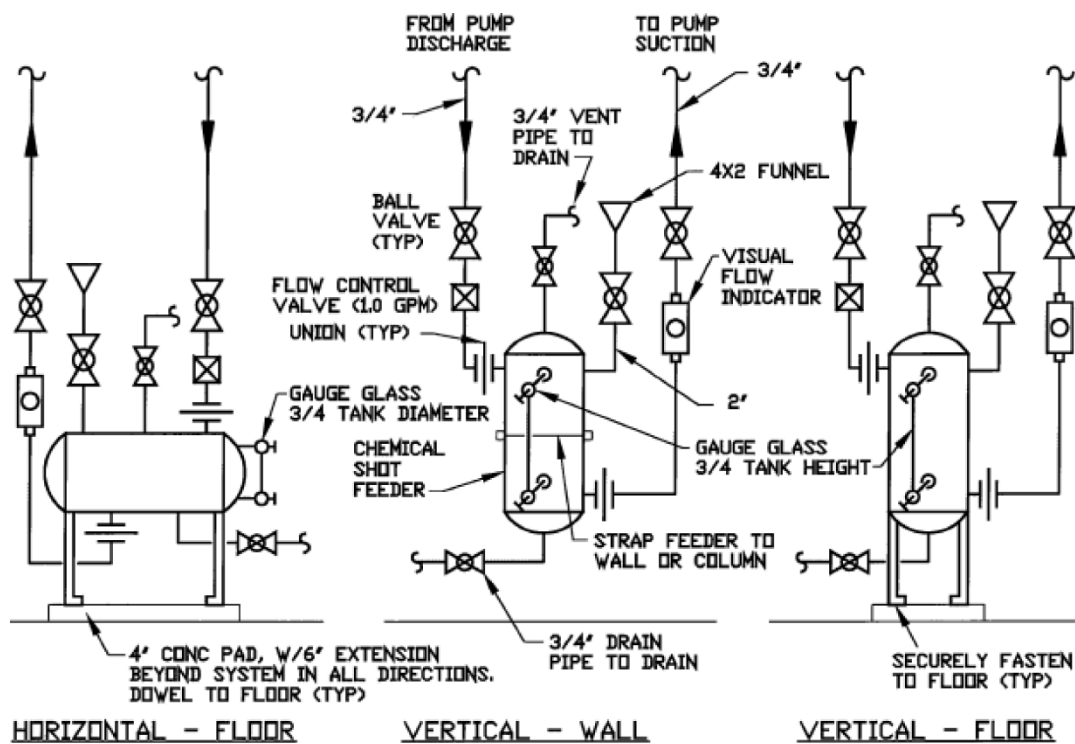 FROM PUMP
DISCHARGE
TO PUMP
SUCTION
3/4"
3/4" VENT
PIPE TO
DRAIN
3/4"
4X2 FUNNEL
BALL
VALVE
(TYP)
FLOW CONTROL
VALVE (1.0 GPM)
UNION (TYP)
VISUAL
FLOW
INDICATOR
GAUGE GLASS
3/4 TANK DIAMETER
2"
CHEMICAL
SHOT
FEEDER
GAUGE GLASS
3/4 TANK HEIGHT
STRAP FEEDER TO
WALL OR COLUMN
4" CONC PAD, W/6" EXTENSION
BEYOND SYSTEM IN ALL DIRECTIONS.
DOWEL TO FLOOR (TYP)
3/4" DRAIN
PIPE TO DRAIN
SECURELY FASTEN
TO FLOOR (TYP)
HORIZONTAL - FLOOR
VERTICAL - WALL
VERTICAL - FLOOR